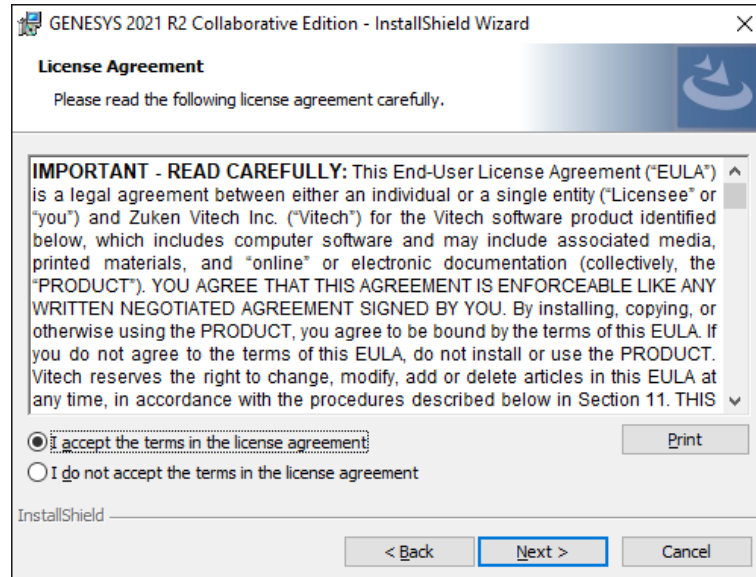 GENESYS 2021 R2 Collaborative Edition - InstallShield Wizard
License Agreement
Please read the following license agreement carefully.
IMPORTANT - READ CAREFULLY: This End-User License Agreement (“EULA”)
is a legal agreement between either an individual or a single entity (“Licensee” or
“you”) and Zuken Vitech Inc. (“Vitech”) for the Vitech software product identified
below, which includes computer software and may include associated media,
printed materials, and “online” or electronic documentation (collectively, the
“PRODUCT”). YOU AGREE THAT THIS AGREEMENT IS ENFORCEABLE LIKE ANY
WRITTEN NEGOTIATED AGREEMENT SIGNED BY YOU. By installing, copying, or
otherwise using the PRODUCT, you agree to be bound by the terms of this EULA. If
you do not agree to the terms of this EULA, do not install or use the PRODUCT.
Vitech reserves the right to change, modify, add or delete articles in this EULA at
any time, in accordance with the procedures described below in Section 11. THIS
I accept the terms in the license agreement
Print
I do not accept the terms in the license agreement
InstallShield
< Back
Next >
Cancel